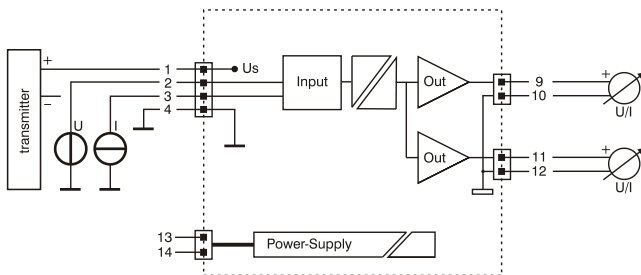 transmitter
+
−
U
I
1
2
3
4
Us
Input
Out
Out
9
10
+
U/I
11
12
+
U/I
13
14
Power-Supply